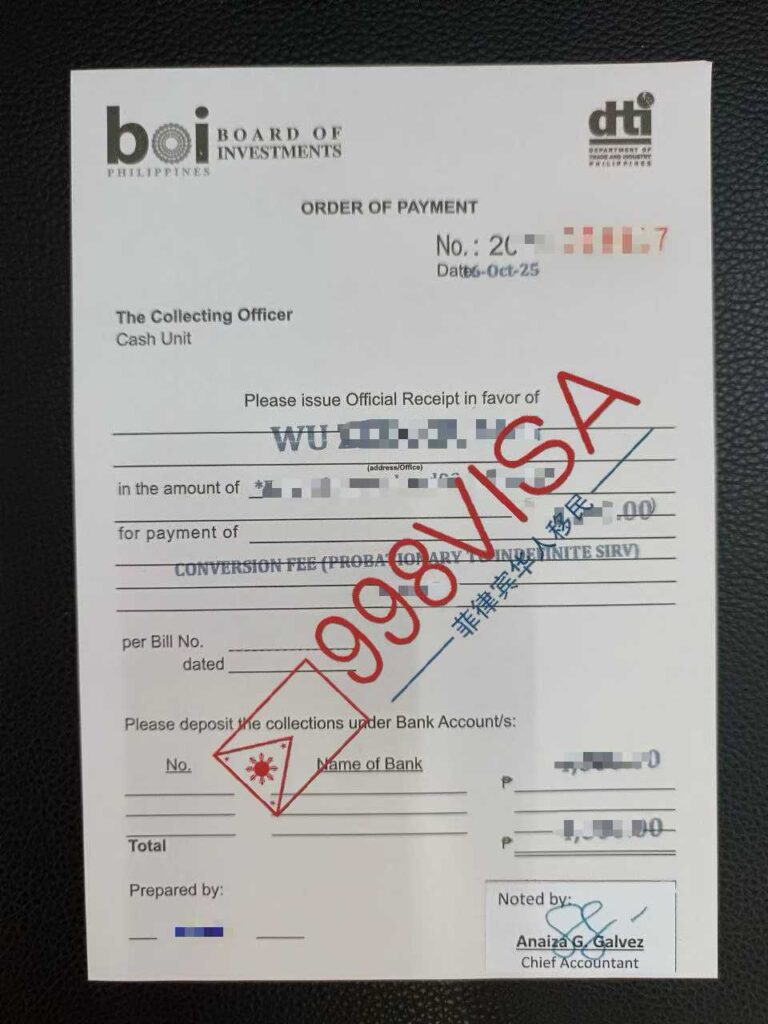 boi BOARD OF INVESTMENTS
PHILIPPINES
dti
DEPARTMENT OF
TRADE AND INDUSTRY
PHILIPPINES
ORDER OF PAYMENT
No.: 20 7
Date: 16-Oct-25
The Collecting Officer
Cash Unit
Please issue Official Receipt in favor of
WU
(address/Office)
in the amount of
.00)
for payment of
CONVERSION FEE (PROBATIONARY TO INDEFINITE SIRV)
998VISA
菲律宾华人移民
per Bill No.
dated
Please deposit the collections under Bank Account/s:
No. Name of Bank
₱
Total ₱ .00
Prepared by:
Noted by:
Anaiza G. Galvez
Chief Accountant